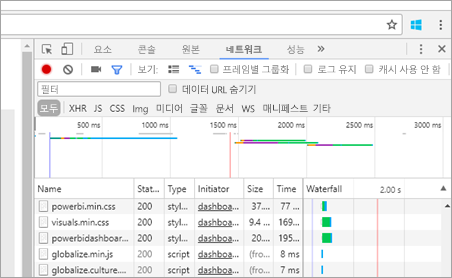 요소 콘솔 원본 네트워크 성능 »
보기: 프레임별 그룹화 로그 유지 캐시 사용 안 함
필터 데이터 URL 숨기기
모두 XHR JS CSS Img 미디어 글꼴 문서 WS 매니페스트 기타
500 ms 1000 ms 1500 ms 2000 ms 2500 ms 3000 ms
Name Stat... Type Initiator Size Time Waterfall 2.00 s
powerbi.min.css 200 styl... dashboa... 37.... 77 ...
visuals.min.css 200 styl... dashboa... 9.4 ... 169...
powerbidashboar... 200 styl... dashboa... 20.... 195...
globalize.min.js 200 script dashboa... (fro... 8 ms
globalize.culture.... 200 script dashboa... (fro... 7 ms